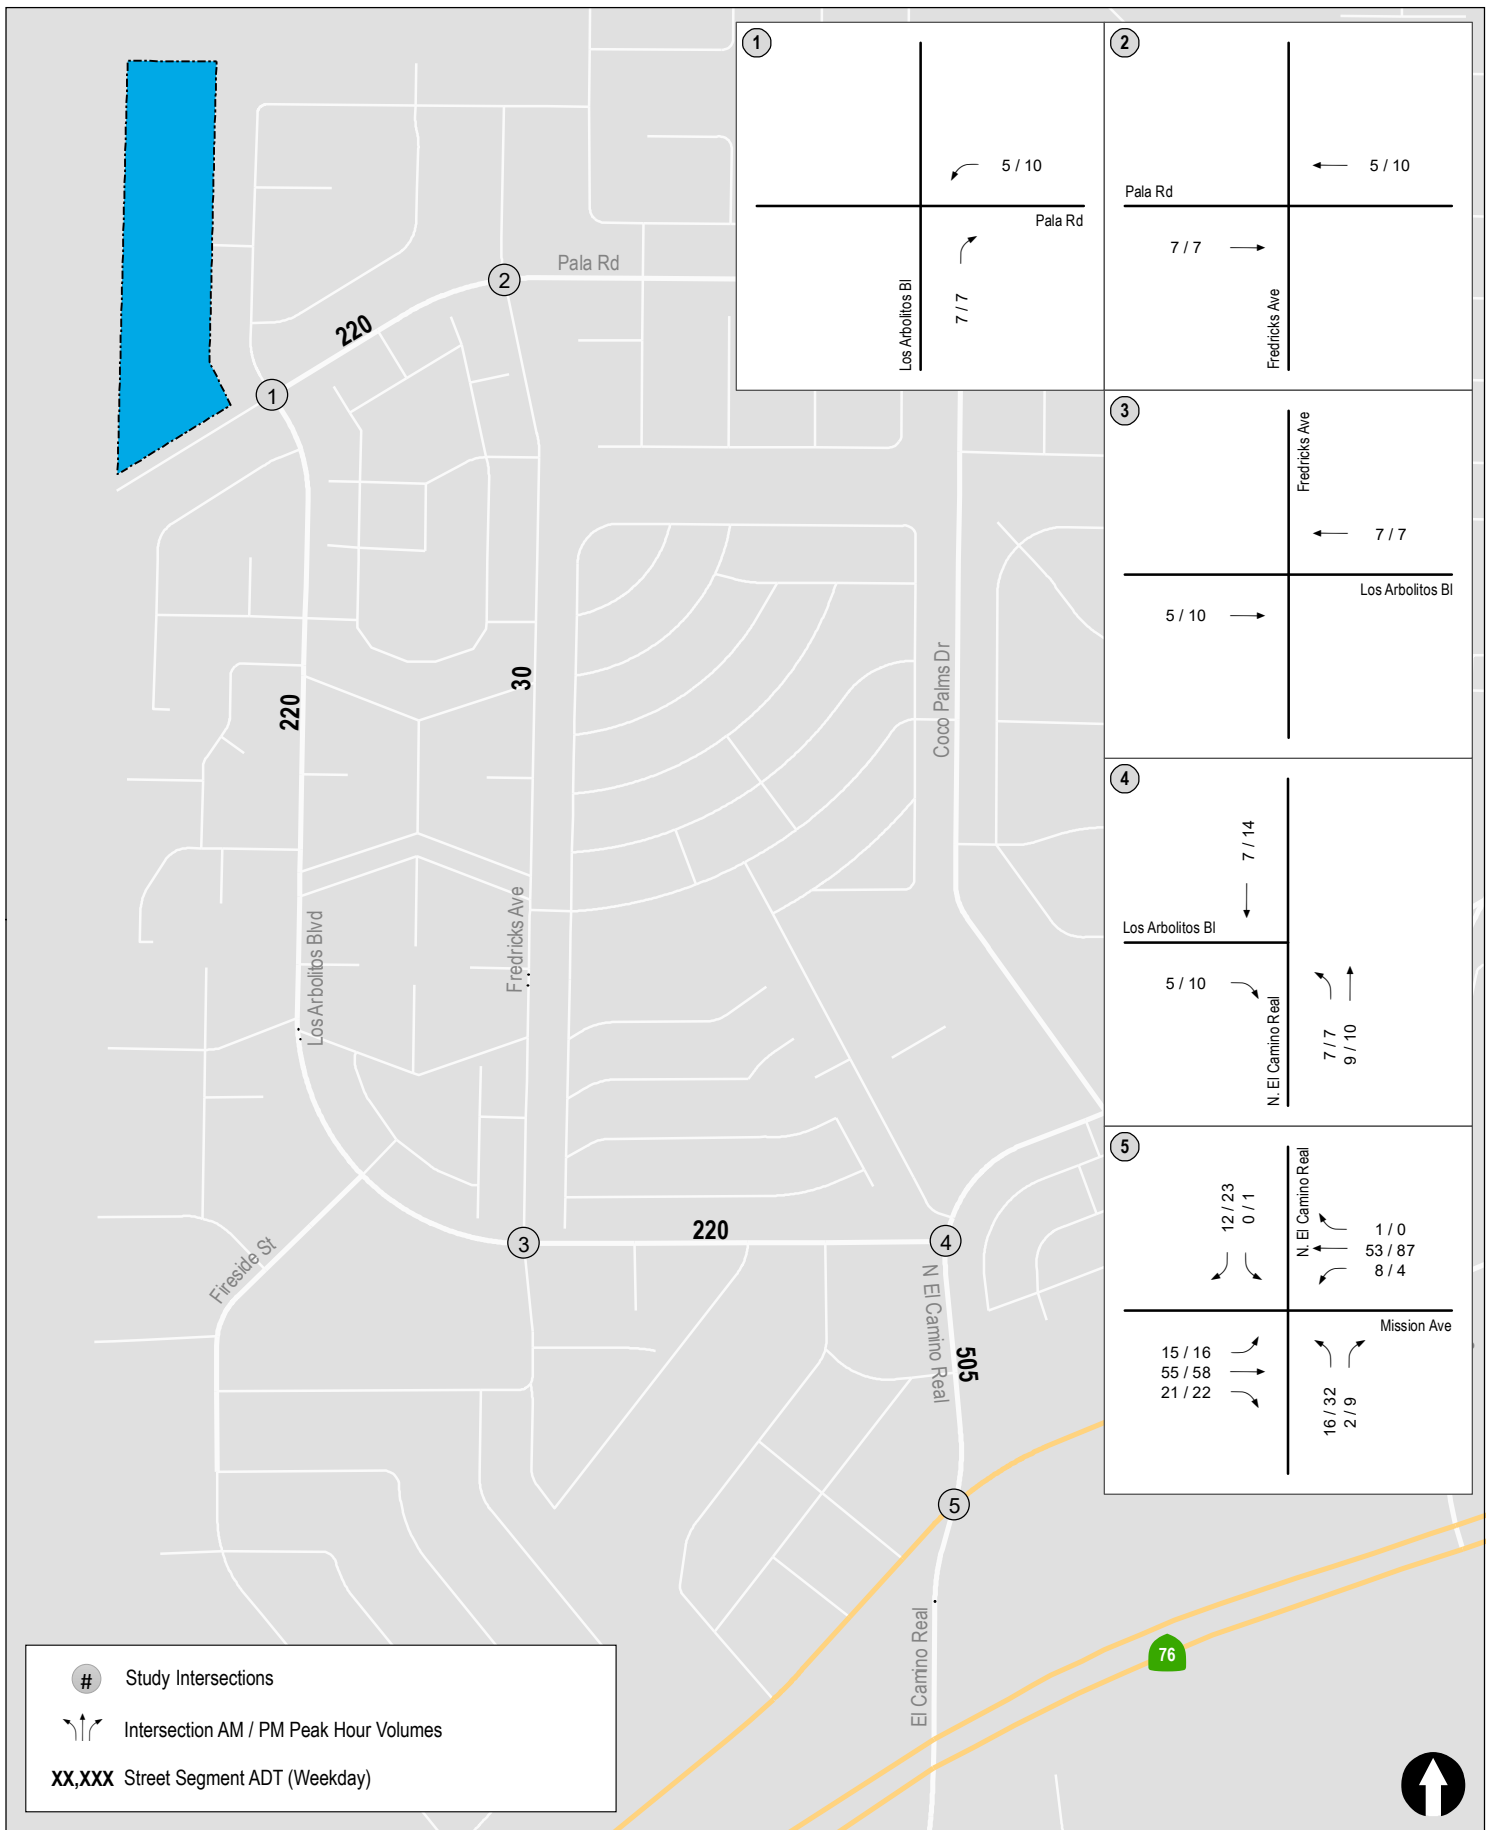 1
5 / 10
Pala Rd
7 / 7
Los Arbolitos Bl
2
5 / 10
Pala Rd
7 / 7
Fredricks Ave
3
Fredricks Ave
7 / 7
Los Arbolitos Bl
5 / 10
4
7 / 14
Los Arbolitos Bl
5 / 10
N. El Camino Real
7 / 7
9 / 10
5
12 / 23
0 / 1
N. El Camino Real
1 / 0
53 / 87
8 / 4
Mission Ave
15 / 16
55 / 58
21 / 22
16 / 32
2 / 9
Pala Rd
2
220
1
220
30
Coco Palms Dr
Los Arbolitos Blvd
Fredricks Ave
Fireside St
3
220
4
N El Camino Real
505
5
El Camino Real
76
# Study Intersections
Intersection AM / PM Peak Hour Volumes
XX,XXX Street Segment ADT (Weekday)